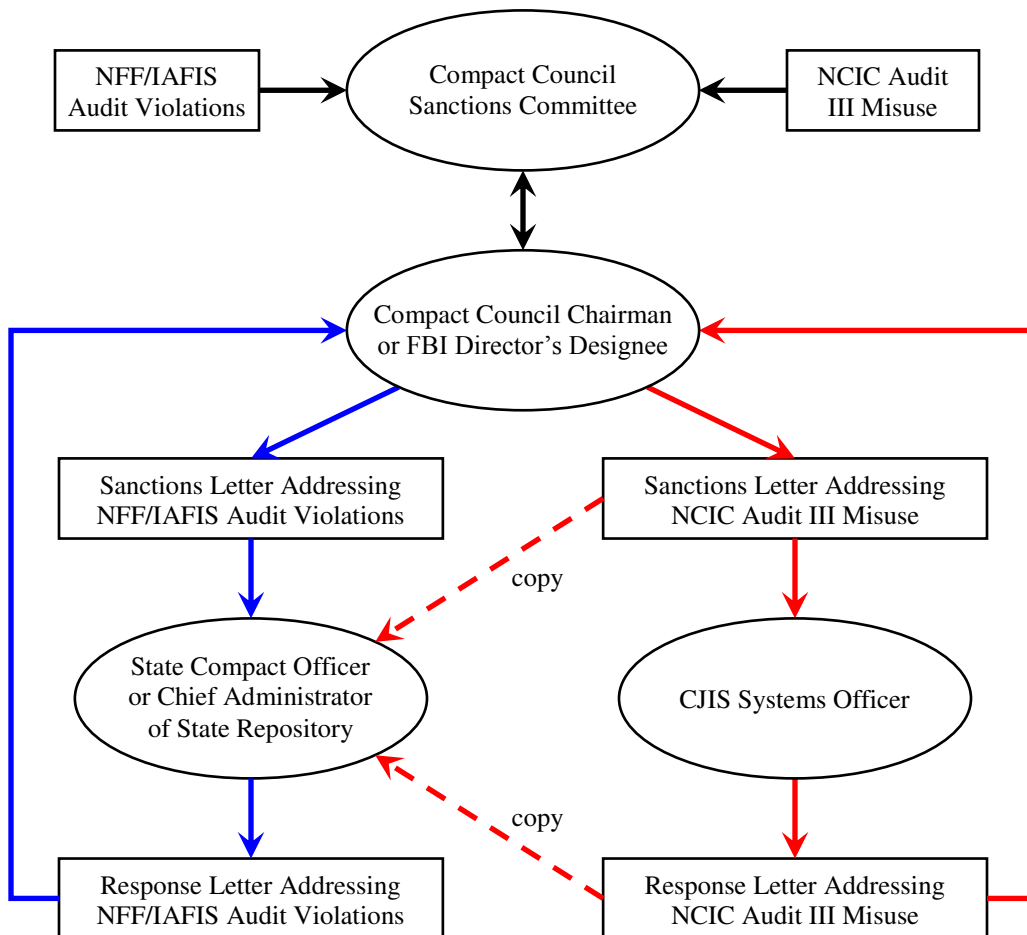 NFF/IAFIS
Audit Violations
Compact Council
Sanctions Committee
NCIC Audit
III Misuse
Compact Council Chairman
or FBI Director’s Designee
Sanctions Letter Addressing
NFF/IAFIS Audit Violations
Sanctions Letter Addressing
NCIC Audit III Misuse
copy
State Compact Officer
or Chief Administrator
of State Repository
CJIS Systems Officer
copy
Response Letter Addressing
NFF/IAFIS Audit Violations
Response Letter Addressing
NCIC Audit III Misuse